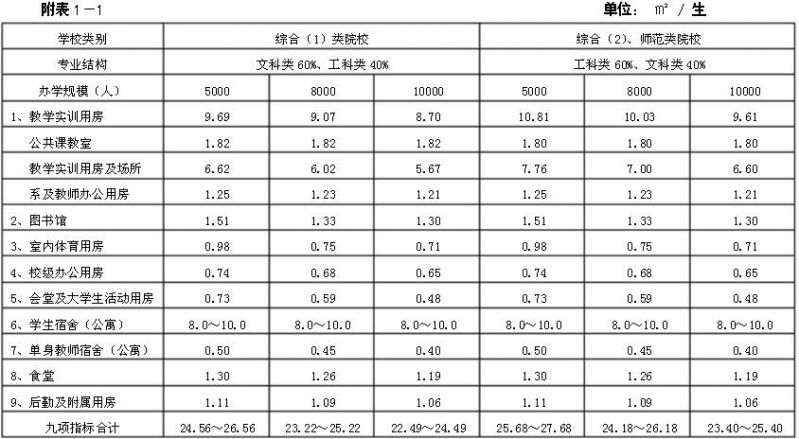 附表1－1 单位： ㎡ / 生
学校类别 综合（1）类院校 综合（2）、师范类院校
专业结构 文科类60%、工科类40% 工科类60%、文科类40%
办学规模（人） 5000 8000 10000 5000 8000 10000
1、教学实训用房 9.69 9.07 8.70 10.81 10.03 9.61
公共课教室 1.82 1.82 1.82 1.80 1.80 1.80
教学实训用房及场所 6.62 6.02 5.67 7.76 7.00 6.60
系及教师办公用房 1.25 1.23 1.21 1.25 1.23 1.21
2、图书馆 1.51 1.33 1.30 1.51 1.33 1.30
3、室内体育用房 0.98 0.75 0.71 0.98 0.75 0.71
4、校级办公用房 0.74 0.68 0.65 0.74 0.68 0.65
5、会堂及大学生活动用房 0.73 0.59 0.48 0.73 0.59 0.48
6、学生宿舍（公寓） 8.0～10.0 8.0～10.0 8.0～10.0 8.0～10.0 8.0～10.0 8.0～10.0
7、单身教师宿舍（公寓） 0.50 0.45 0.40 0.50 0.45 0.40
8、食堂 1.30 1.26 1.19 1.30 1.26 1.19
9、后勤及附属用房 1.11 1.09 1.06 1.11 1.09 1.06
九项指标合计 24.56～26.56 23.22～25.22 22.49～24.49 25.68～27.68 24.18～26.18 23.40～25.40